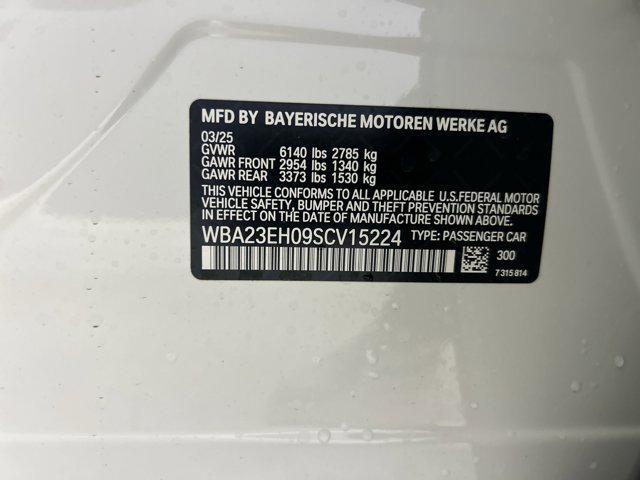 MFD BY BAYERISCHE MOTOREN WERKE AG
03/25
GVWR 6140 lbs 2785 kg
GAWR FRONT 2954 lbs 1340 kg
GAWR REAR 3373 lbs 1530 kg
THIS VEHICLE CONFORMS TO ALL APPLICABLE U.S.FEDERAL MOTOR
VEHICLE SAFETY, BUMPER AND THEFT PREVENTION STANDARDS
IN EFFECT ON THE DATE OF MANUFACTURE SHOWN ABOVE.
WBA23EH09SCV15224 TYPE: PASSENGER CAR
300
7 315 814